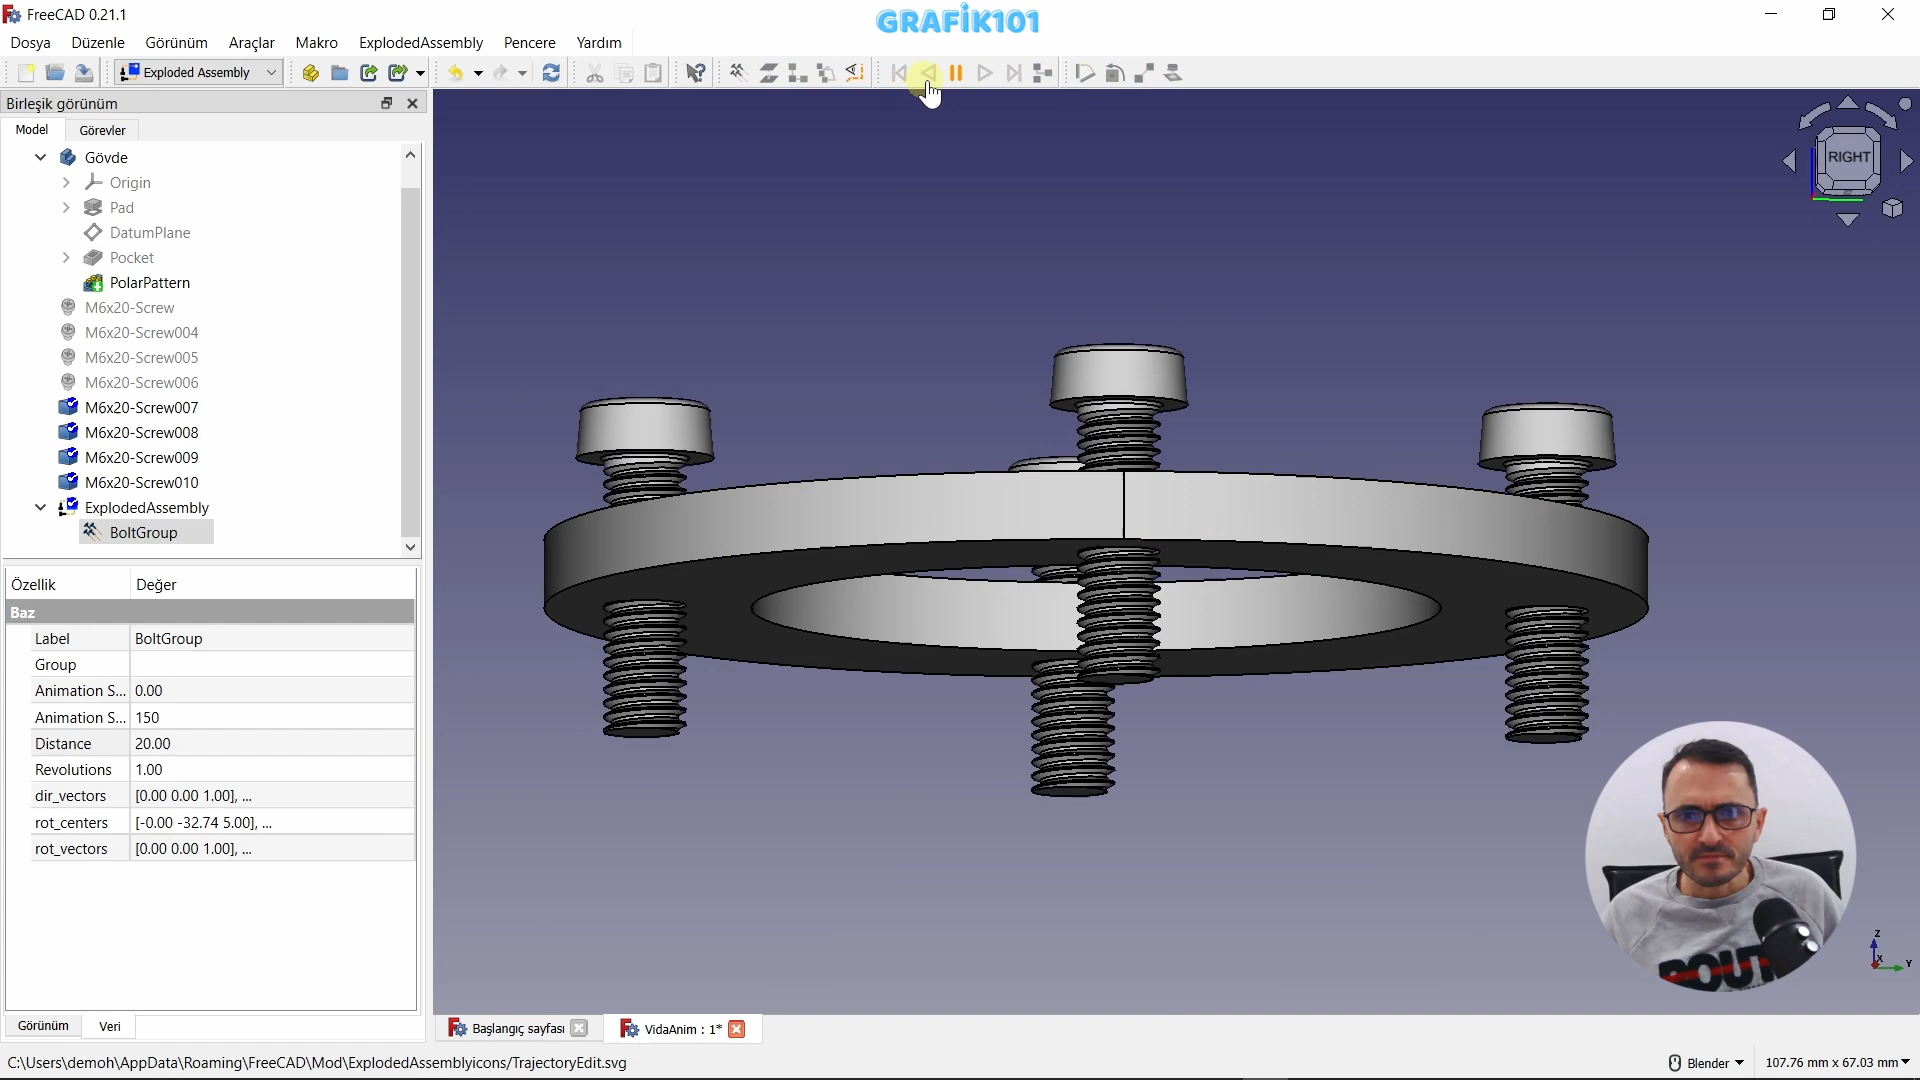 FreeCAD 0.21.1
GRAFİK101
Dosya Düzenle Görünüm Araçlar Makro ExplodedAssembly Pencere Yardım
Exploded Assembly
Birleşik görünüm
Model Görevler
Gövde
Origin
Pad
DatumPlane
Pocket
PolarPattern
M6x20-Screw
M6x20-Screw004
M6x20-Screw005
M6x20-Screw006
M6x20-Screw007
M6x20-Screw008
M6x20-Screw009
M6x20-Screw010
ExplodedAssembly
BoltGroup
Özellik Değer
Baz
Label BoltGroup
Group
Animation S... 0.00
Animation S... 150
Distance 20.00
Revolutions 1.00
dir_vectors [0.00 0.00 1.00], ...
rot_centers [-0.00 -32.74 5.00], ...
rot_vectors [0.00 0.00 1.00], ...
Görünüm Veri
RIGHT
Z
X
Y
Başlangıç sayfası
VidaAnim : 1*
C:\Users\demoh\AppData\Roaming\FreeCAD\Mod\ExplodedAssemblyicons/TrajectoryEdit.svg
Blender 107.76 mm x 67.03 mm